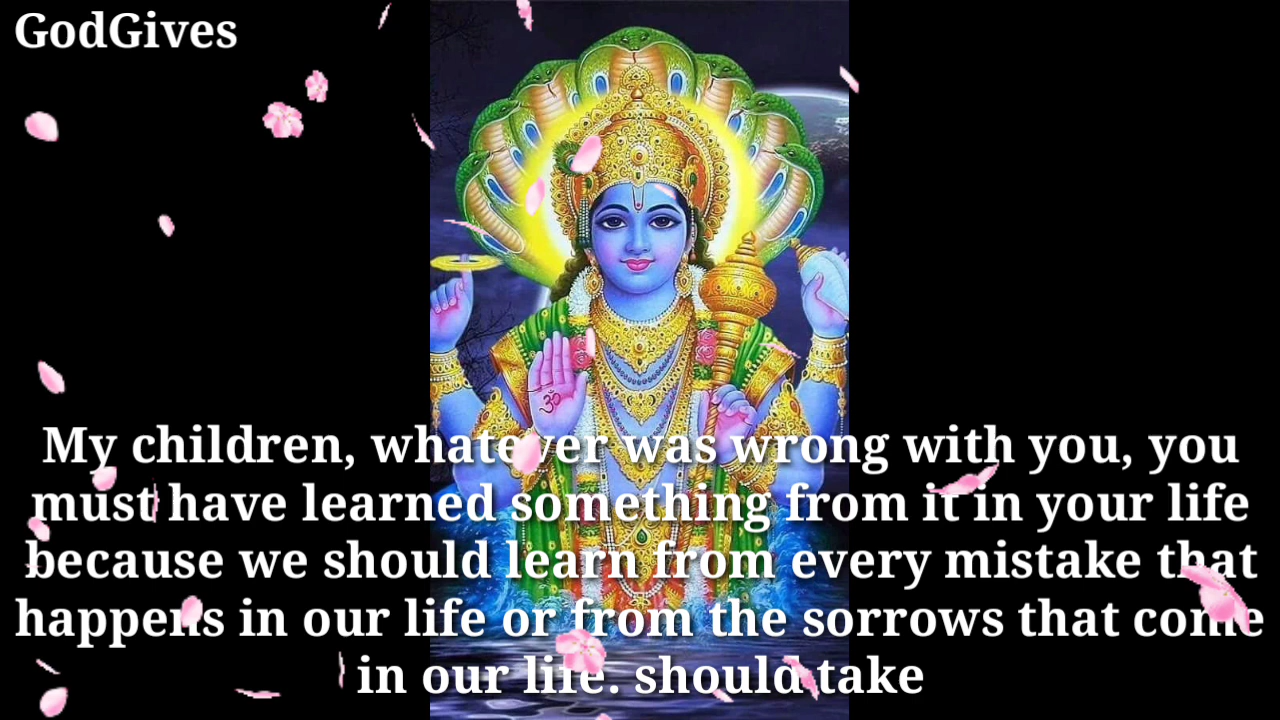 GodGives
ॐ
My children, whatever was wrong with you, you
must have learned something from it in your life
because we should learn from every mistake that
happens in our life or from the sorrows that come
in our life. should take